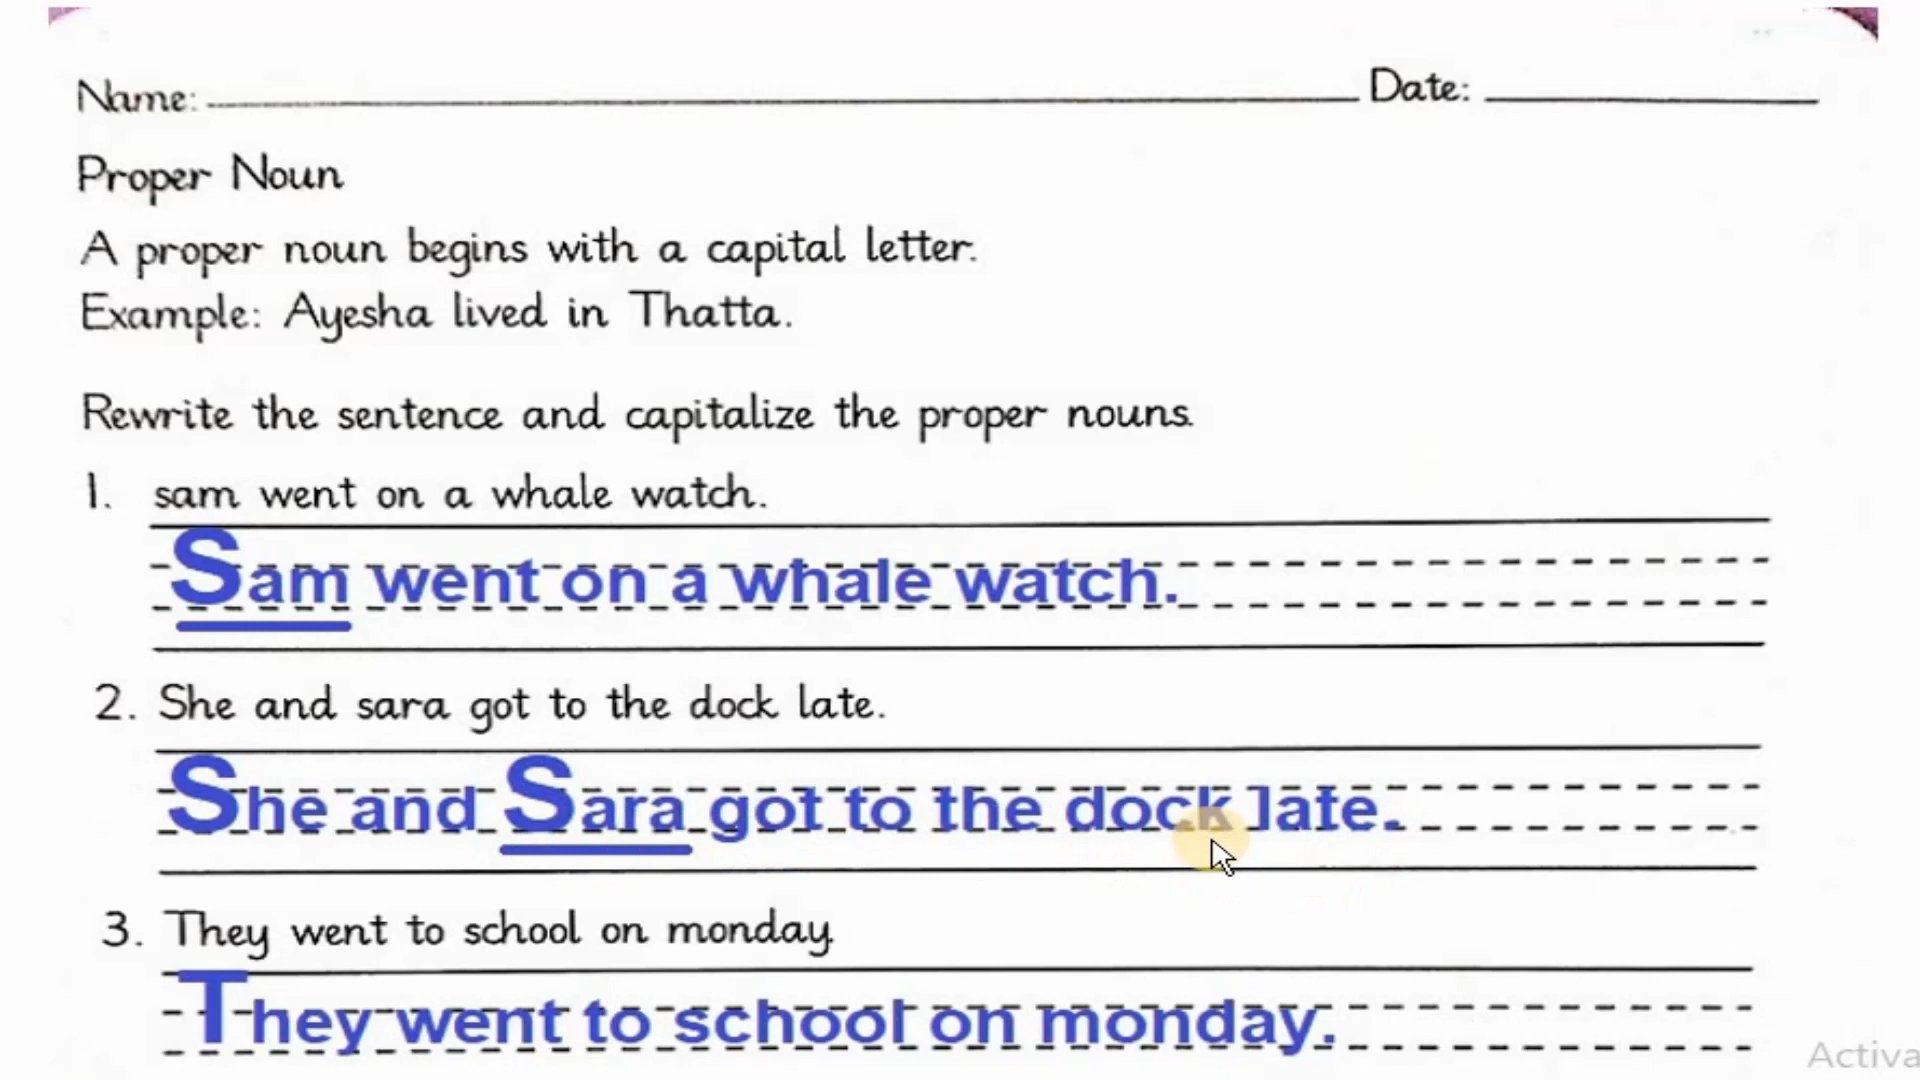 Name: Date:
Proper Noun
A proper noun begins with a capital letter.
Example: Ayesha lived in Thatta.
Rewrite the sentence and capitalize the proper nouns.
1. sam went on a whale watch.
Sam went on a whale watch.
2. She and sara got to the dock late.
She and Sara got to the dock late.
3. They went to school on monday
They went to school on monday.
Activa